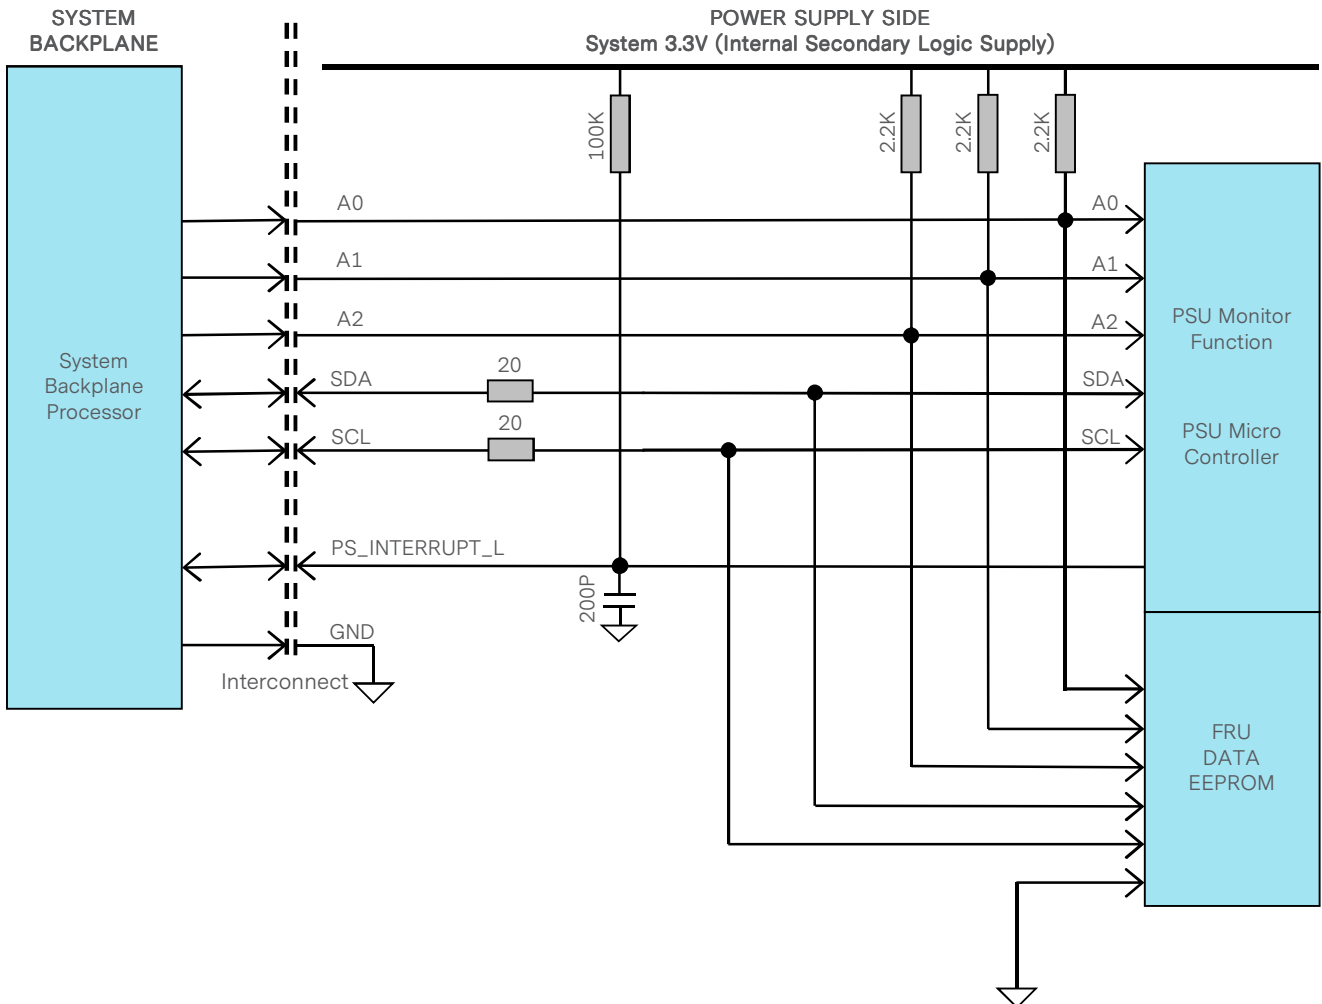 SYSTEM
BACKPLANE
POWER SUPPLY SIDE
System 3.3V (Internal Secondary Logic Supply)
100K
2.2K
2.2K
2.2K
A0
A0
A1
A1
A2
A2
SDA
20
SDA
SCL
20
SCL
PS_INTERRUPT_L
200P
GND
Interconnect
System
Backplane
Processor
PSU Monitor
Function
PSU Micro
Controller
FRU
DATA
EEPROM